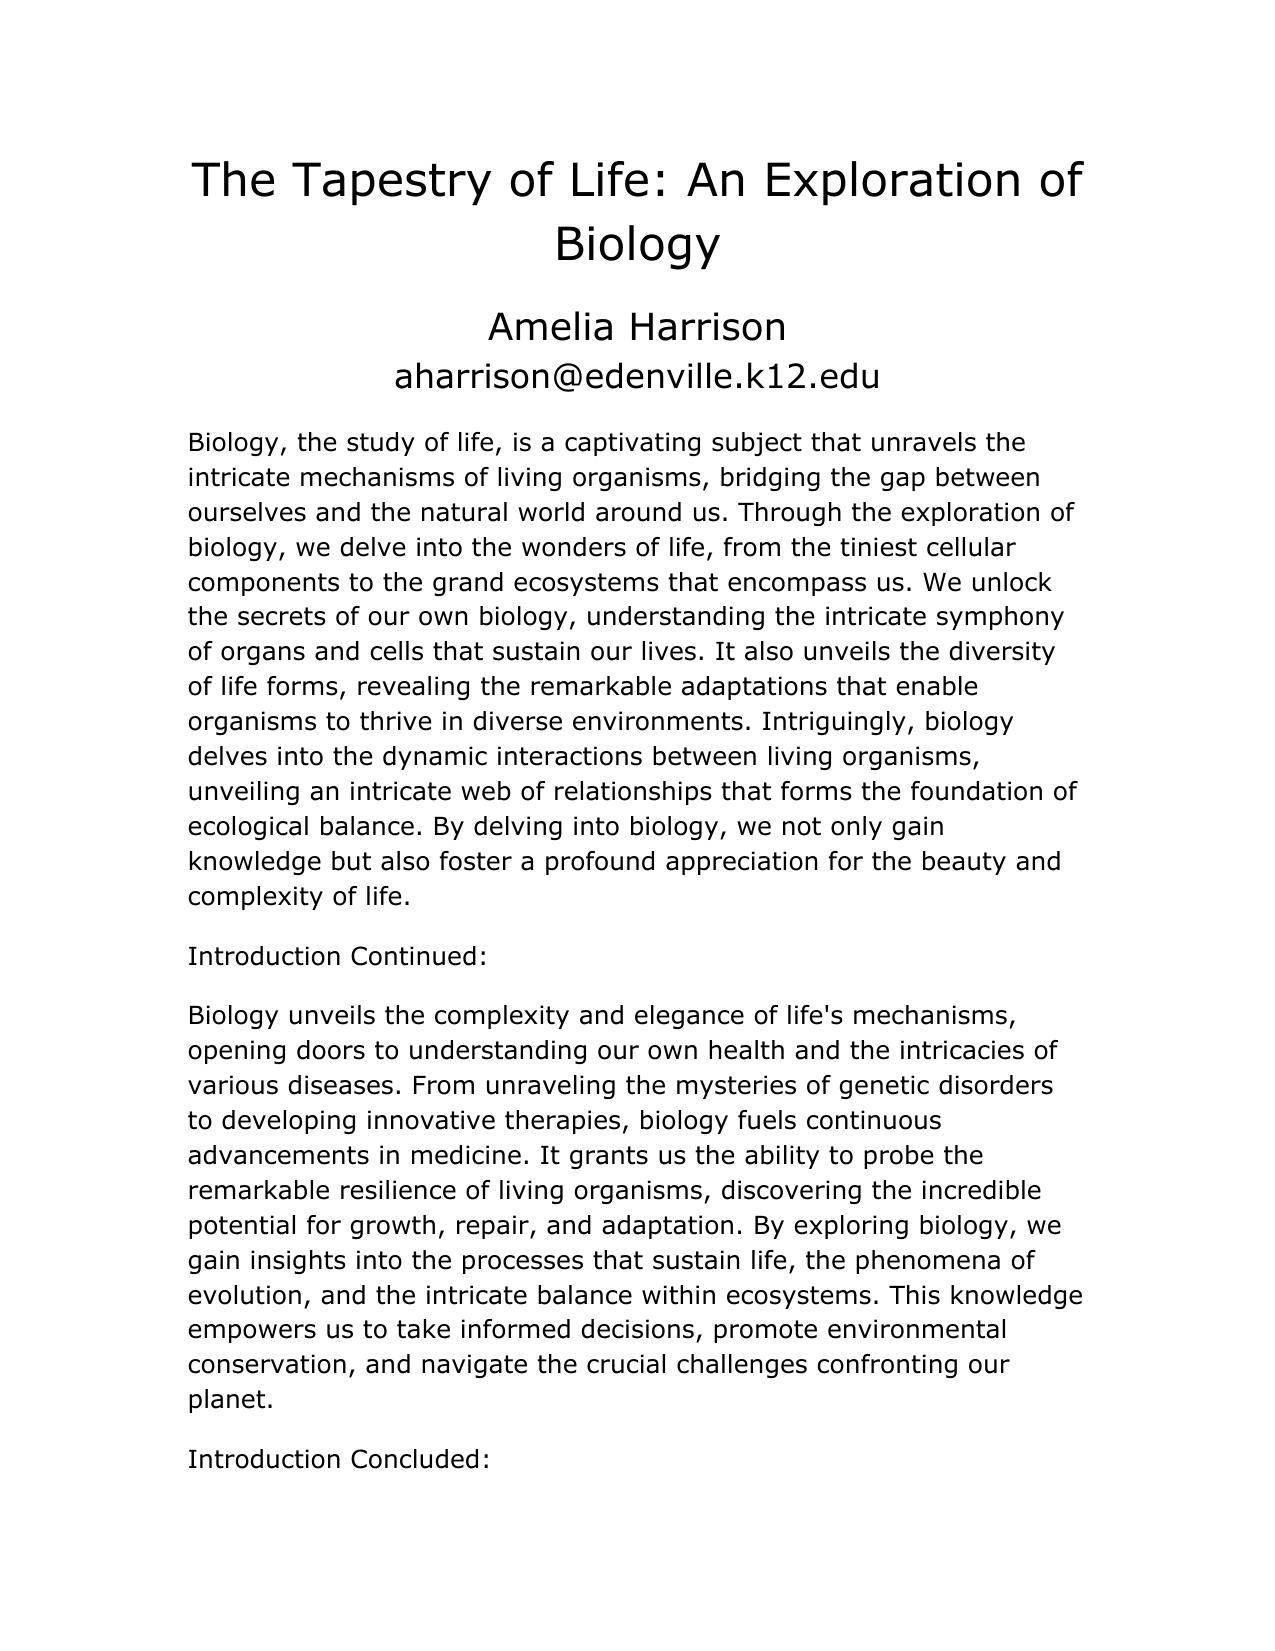 The Tapestry of Life: An Exploration of
Biology
Amelia Harrison
aharrison@edenville.k12.edu
Biology, the study of life, is a captivating subject that unravels the
intricate mechanisms of living organisms, bridging the gap between
ourselves and the natural world around us. Through the exploration of
biology, we delve into the wonders of life, from the tiniest cellular
components to the grand ecosystems that encompass us. We unlock
the secrets of our own biology, understanding the intricate symphony
of organs and cells that sustain our lives. It also unveils the diversity
of life forms, revealing the remarkable adaptations that enable
organisms to thrive in diverse environments. Intriguingly, biology
delves into the dynamic interactions between living organisms,
unveiling an intricate web of relationships that forms the foundation of
ecological balance. By delving into biology, we not only gain
knowledge but also foster a profound appreciation for the beauty and
complexity of life.
Introduction Continued:
Biology unveils the complexity and elegance of life's mechanisms,
opening doors to understanding our own health and the intricacies of
various diseases. From unraveling the mysteries of genetic disorders
to developing innovative therapies, biology fuels continuous
advancements in medicine. It grants us the ability to probe the
remarkable resilience of living organisms, discovering the incredible
potential for growth, repair, and adaptation. By exploring biology, we
gain insights into the processes that sustain life, the phenomena of
evolution, and the intricate balance within ecosystems. This knowledge
empowers us to take informed decisions, promote environmental
conservation, and navigate the crucial challenges confronting our
planet.
Introduction Concluded: